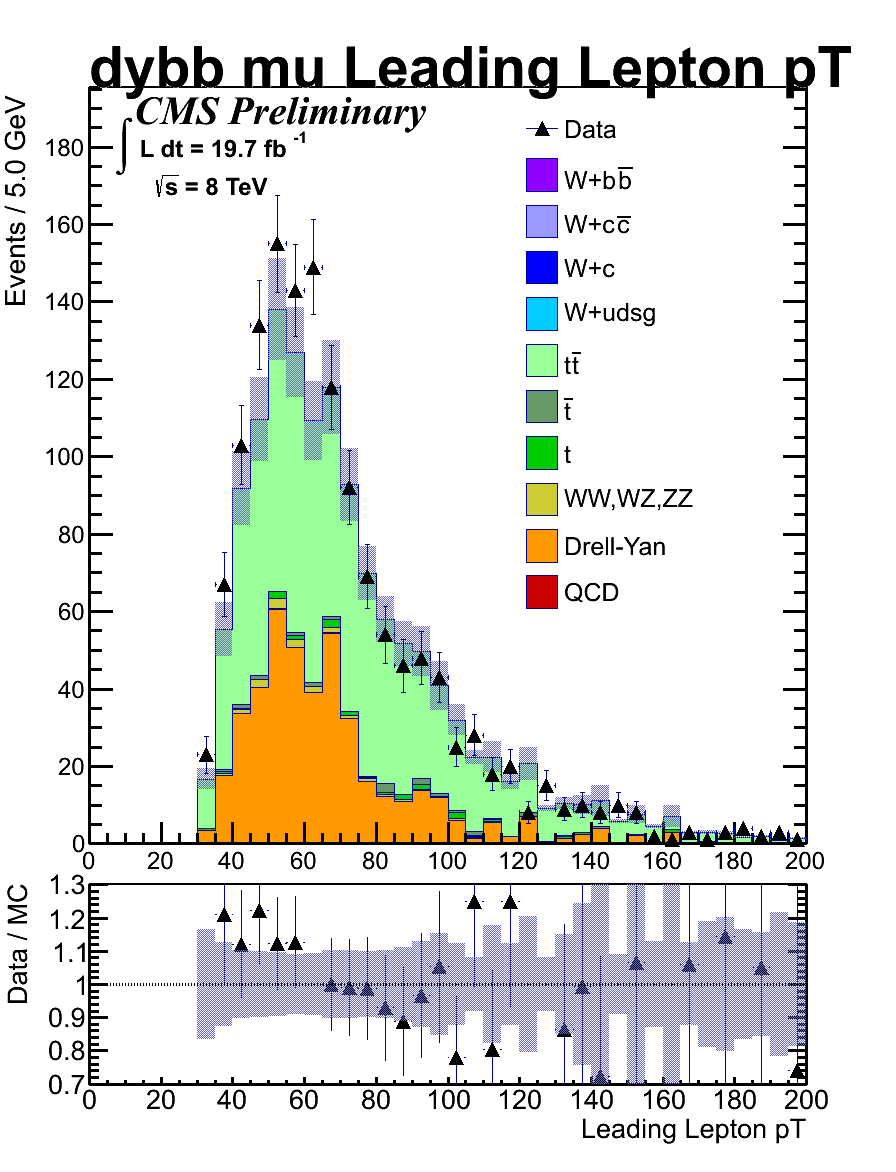 dybb mu Leading Lepton pT
CMS Preliminary
∫ L dt = 19.7 fb⁻¹
√s = 8 TeV
Events / 5.0 GeV
180
160
140
120
100
80
60
40
20
0
Data
W+bb̅
W+cc̅
W+c
W+udsg
tt̅
t̅
t
WW,WZ,ZZ
Drell-Yan
QCD
0 20 40 60 80 100 120 140 160 180 200
Data / MC
1.3
1.2
1.1
1
0.9
0.8
0.7
0 20 40 60 80 100 120 140 160 180 200
Leading Lepton pT